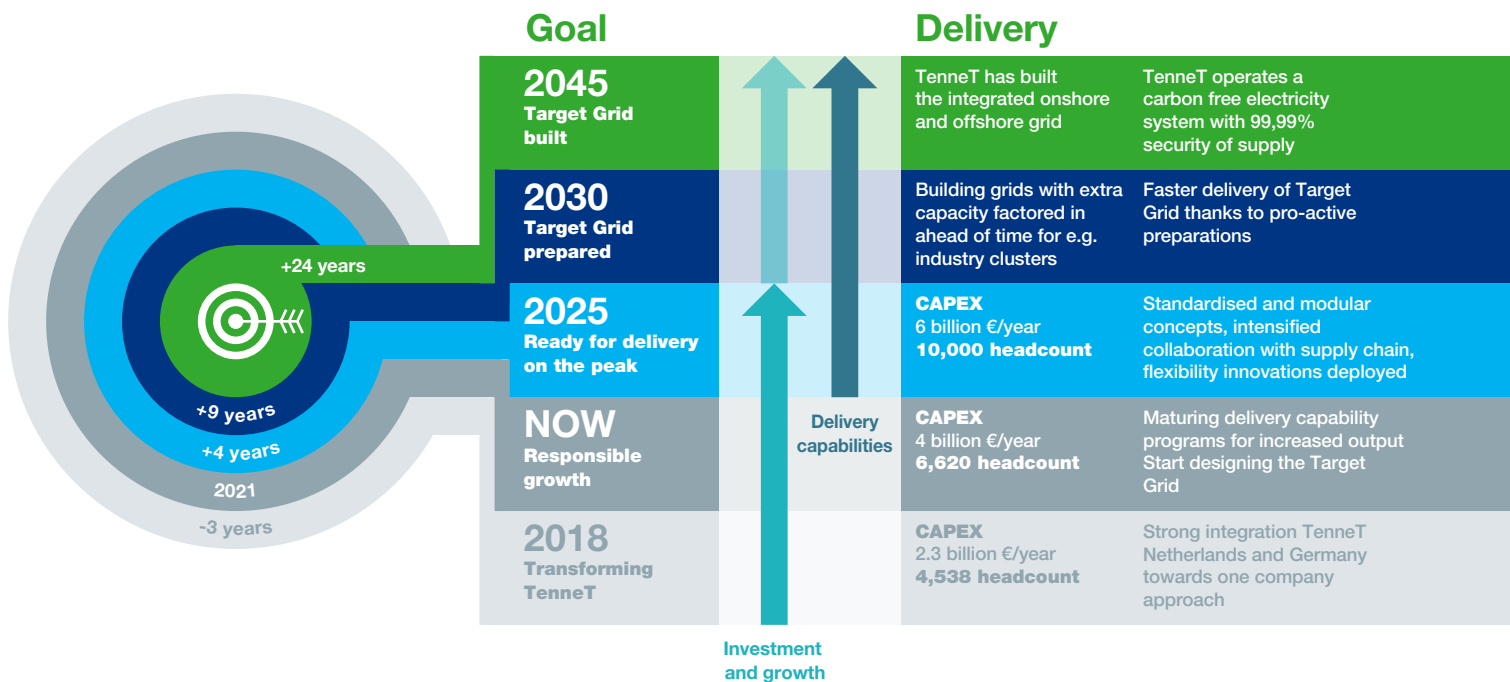 Goal
Delivery
2045
Target Grid
built
TenneT has built
the integrated onshore
and offshore grid
TenneT operates a
carbon free electricity
system with 99,99%
security of supply
2030
Target Grid
prepared
Building grids with extra
capacity factored in
ahead of time for e.g.
industry clusters
Faster delivery of Target
Grid thanks to pro-active
preparations
+24 years
2025
Ready for delivery
on the peak
CAPEX
6 billion €/year
10,000 headcount
Standardised and modular
concepts, intensified
collaboration with supply chain,
flexibility innovations deployed
+9 years
+4 years
2021
-3 years
NOW
Responsible
growth
Delivery
capabilities
CAPEX
4 billion €/year
6,620 headcount
Maturing delivery capability
programs for increased output
Start designing the Target
Grid
2018
Transforming
TenneT
CAPEX
2.3 billion €/year
4,538 headcount
Strong integration TenneT
Netherlands and Germany
towards one company
approach
Investment
and growth